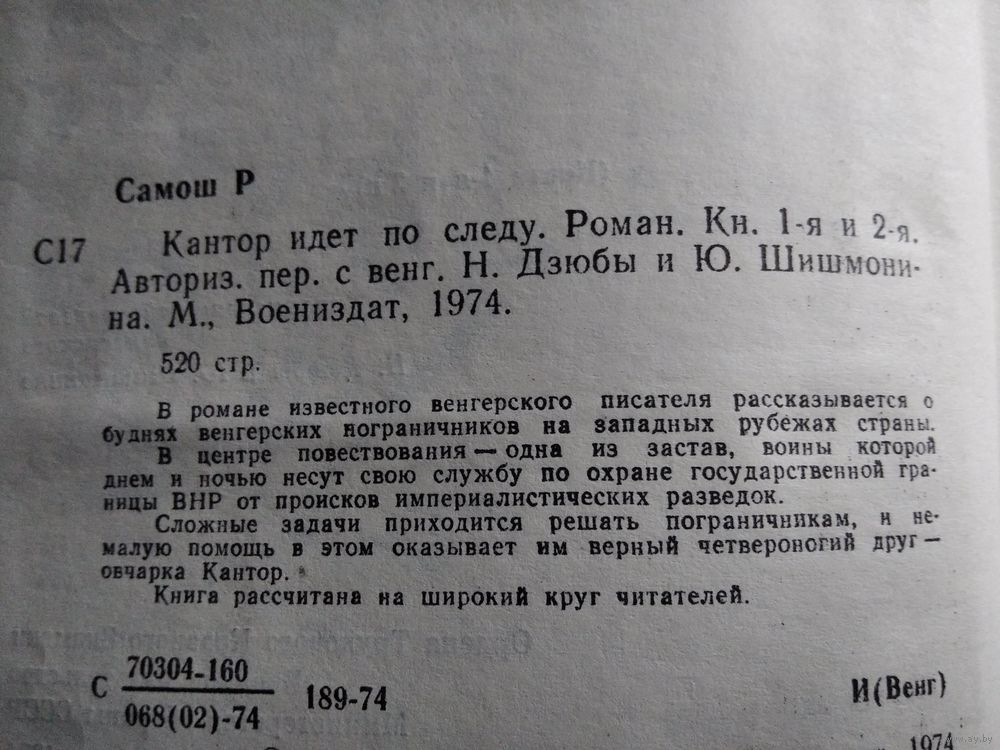 Самош Р
С17 Кантор идет по следу. Роман. Кн. 1-я и 2-я.
Авториз. пер. с венг. Н. Дзюбы и Ю. Шишмони-
на. М., Воениздат, 1974.
520 стр.
В романе известного венгерского писателя рассказывается о
буднях венгерских пограничников на западных рубежах страны.
В центре повествования — одна из застав, воины которой
днем и ночью несут свою службу по охране государственной гра-
ницы ВНР от происков империалистических разведок.
Сложные задачи приходится решать пограничникам, и не-
малую помощь в этом оказывает им верный четвероногий друг —
овчарка Кантор.
Книга рассчитана на широкий круг читателей.
С 70304-160
068(02)-74 189-74 И(Венг)
1974
www.ay.by